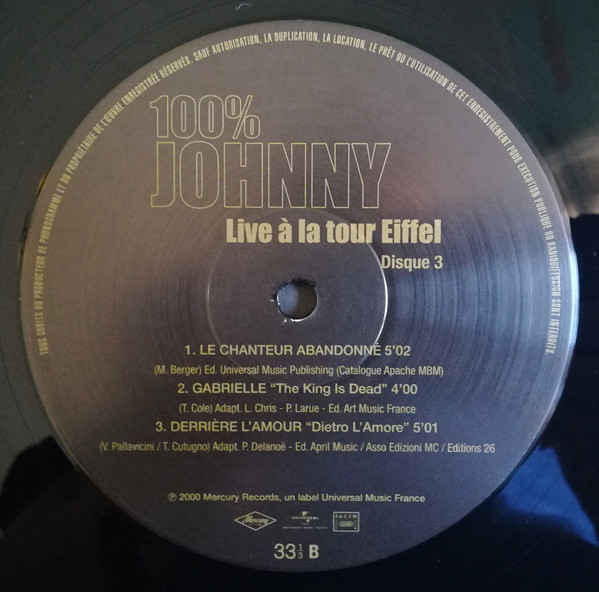 TOUS DROITS DU PRODUCTEUR DE PHONOGRAMME ET DU PROPRIÉTAIRE DE L'ŒUVRE ENREGISTRÉE RÉSERVÉS. SAUF AUTORISATION, LA DUPLICATION, LA LOCATION, LE PRÊT OU L'UTILISATION DE CET ENREGISTREMENT POUR EXÉCUTION PUBLIQUE OU RADIODIFFUSION SONT INTERDITS.
100%
JOHNNY
Live à la tour Eiffel
Disque 3
1. LE CHANTEUR ABANDONNÉ 5'02
(M. Berger) Ed. Universal Music Publishing (Catalogue Apache MBM)
2. GABRIELLE “The King Is Dead” 4'00
(T. Cole) Adapt. L. Chris - P. Larue - Ed. Art Music France
3. DERRIÈRE L'AMOUR “Dietro L'Amore” 5'01
(V. Pallavicini / T. Cutugno) Adapt. P. Delanoë - Ed. April Music / Asso Edizioni MC / Editions 26
℗ 2000 Mercury Records, un label Universal Music France
Mercury UNIVERSAL SACEM
33 1/3 B